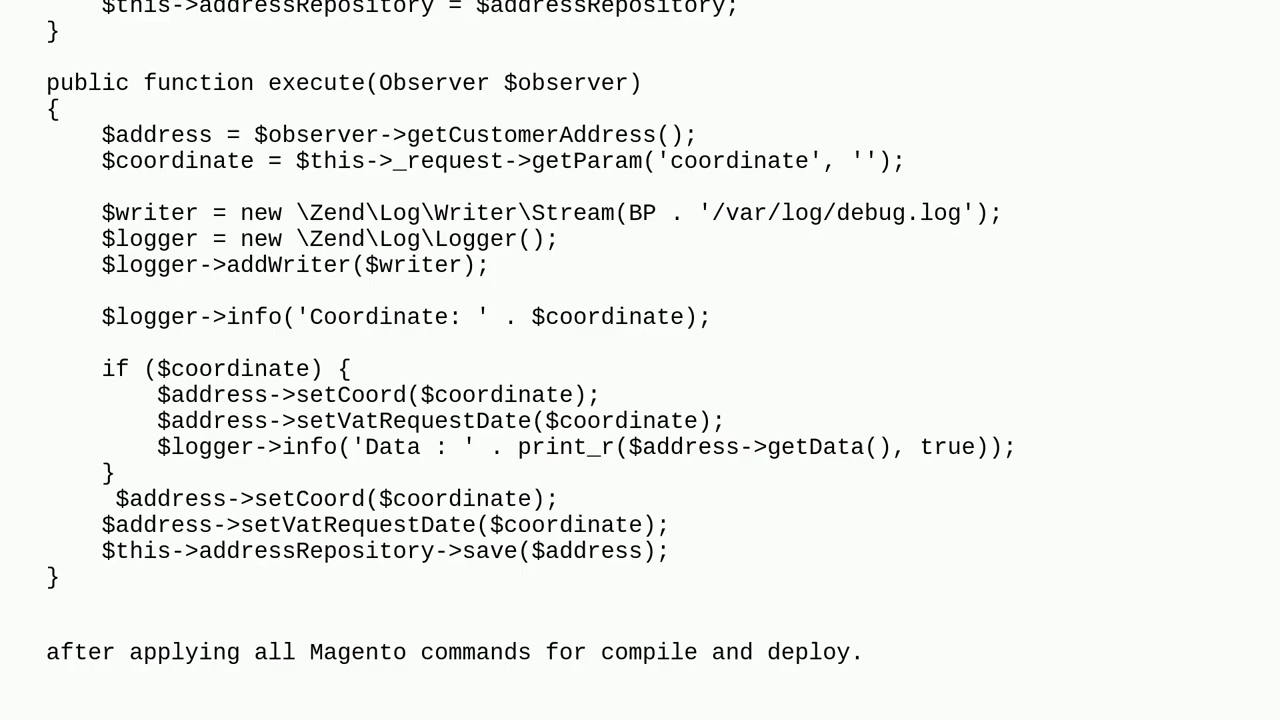 $this->addressRepository = $addressRepository;
}
public function execute(Observer $observer)
{
$address = $observer->getCustomerAddress();
$coordinate = $this->_request->getParam('coordinate', '');
$writer = new \Zend\Log\Writer\Stream(BP . '/var/log/debug.log');
$logger = new \Zend\Log\Logger();
$logger->addWriter($writer);
$logger->info('Coordinate: ' . $coordinate);
if ($coordinate) {
$address->setCoord($coordinate);
$address->setVatRequestDate($coordinate);
$logger->info('Data : ' . print_r($address->getData(), true));
}
$address->setCoord($coordinate);
$address->setVatRequestDate($coordinate);
$this->addressRepository->save($address);
}
after applying all Magento commands for compile and deploy.